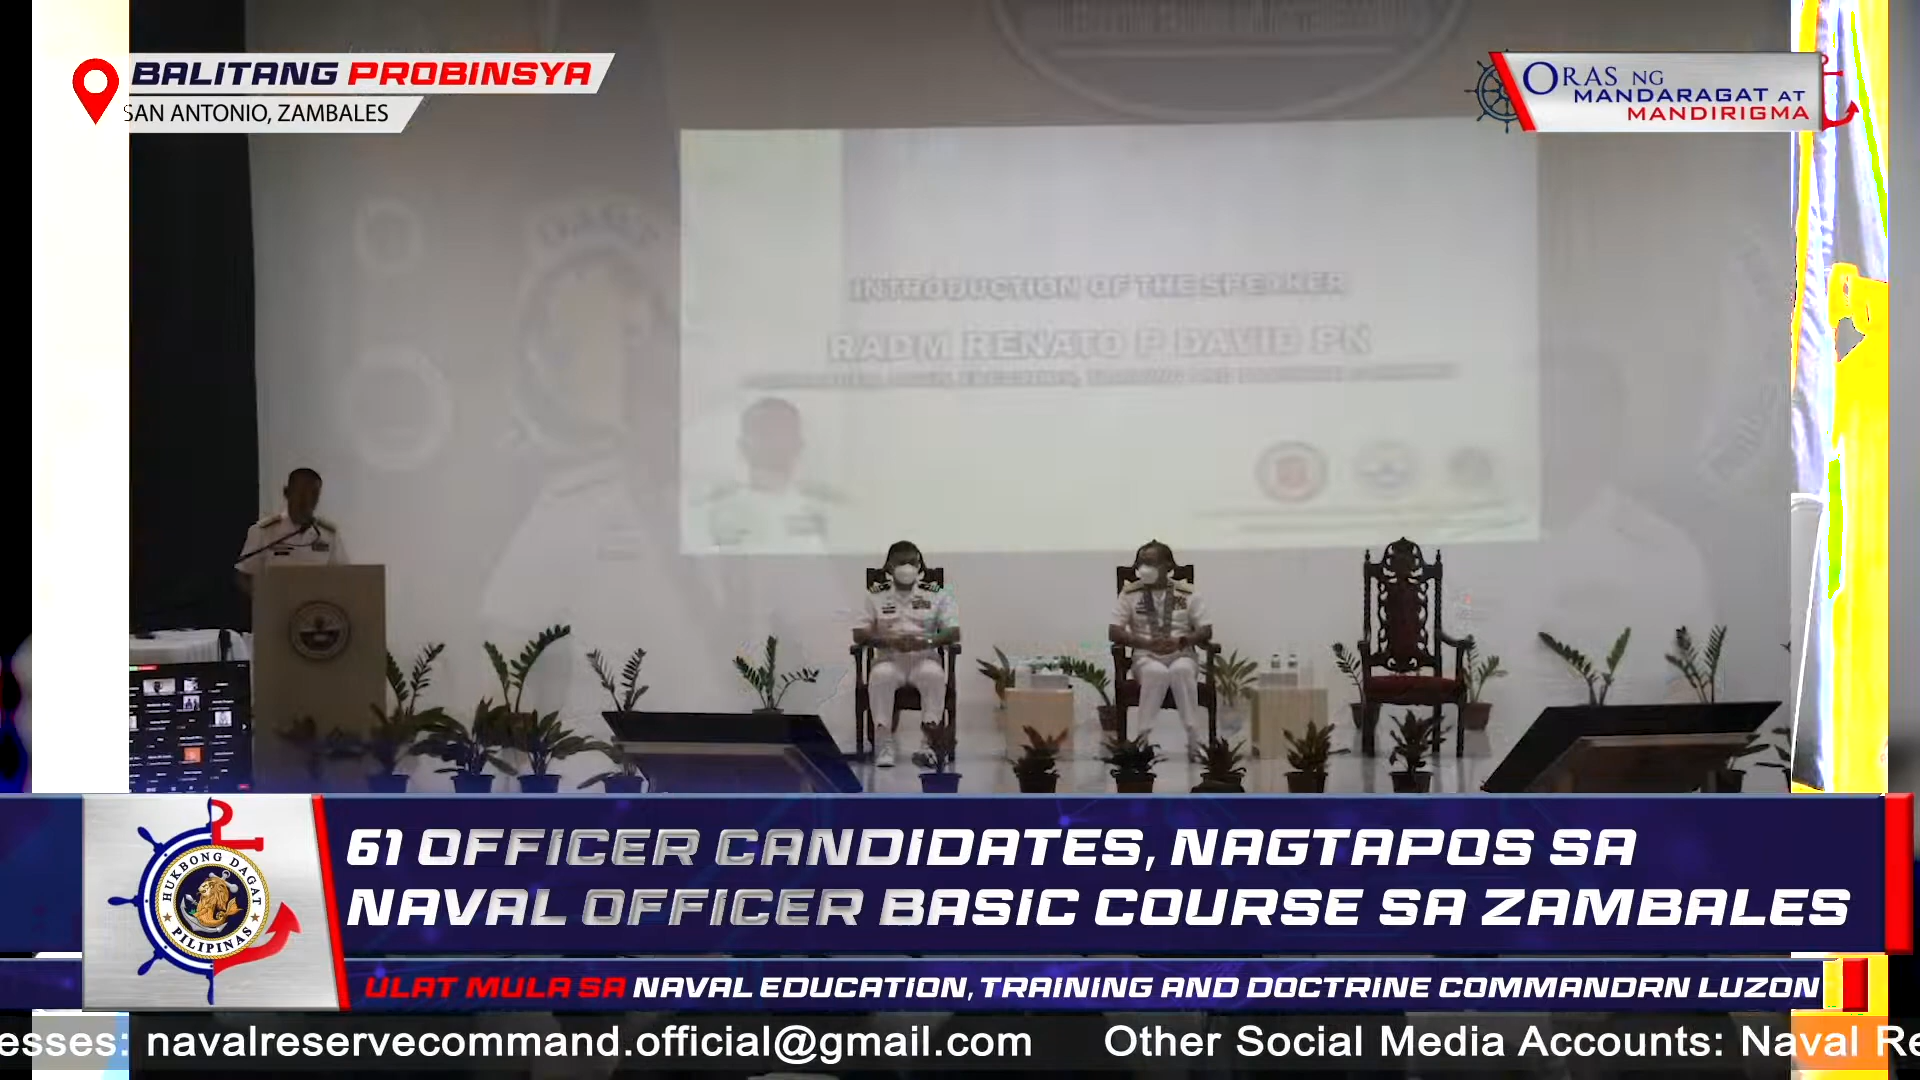 BALITANG PROBINSYA
SAN ANTONIO, ZAMBALES
ORAS NG
MANDARAGAT AT
MANDIRIGMA
INTRODUCTION OF THE SPEAKER
RADM RENATO P DAVID PN
61 OFFICER CANDIDATES, NAGTAPOS SA
NAVAL OFFICER BASIC COURSE SA ZAMBALES
HUKBONG DAGAT
PILIPINAS
ULAT MULA SA NAVAL EDUCATION, TRAINING AND DOCTRINE COMMANDRN LUZON
esses: navalreservecommand.official@gmail.com Other Social Media Accounts: Naval Re